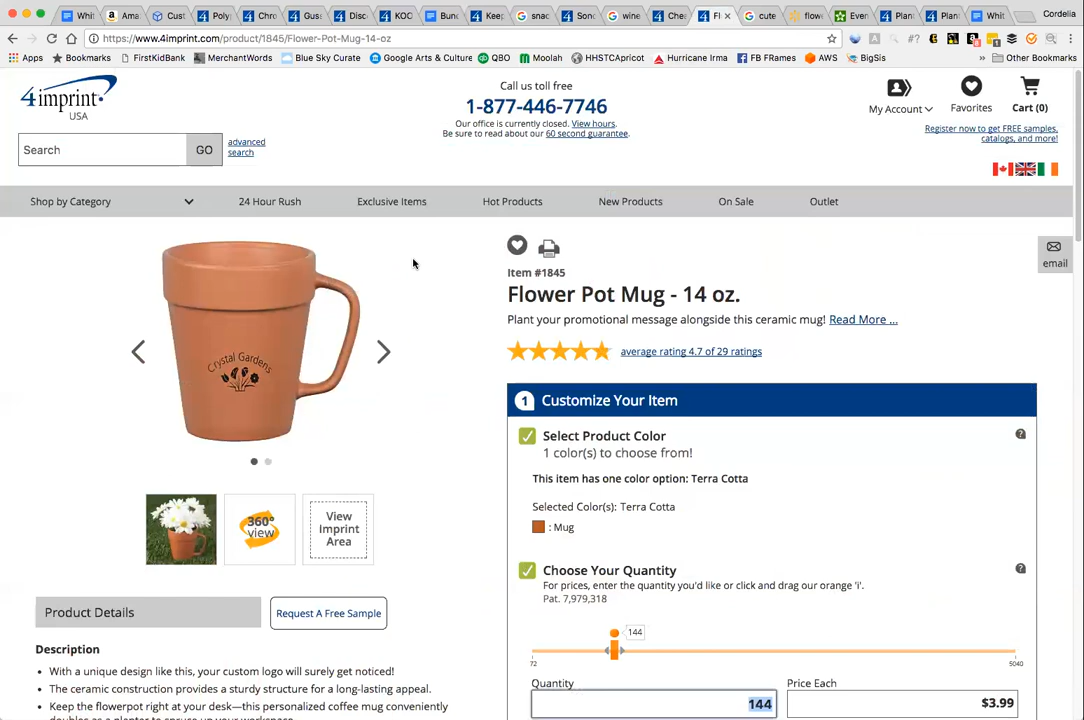 Whit
Ama
Cust
Poly
Chro
Gus
Disc
KOO
Bun
Keep
snac
Son
wine
Che
Fl
cute
flow
Even
Plan
Plan
Whit
Cordelia
https://www.4imprint.com/product/1845/Flower-Pot-Mug-14-oz
Apps Bookmarks FirstKidBank MerchantWords Blue Sky Curate Google Arts & Culture QBO Moolah HHSTCApricot Hurricane Irma FB FRames AWS BigSis » Other Bookmarks
4imprint
USA
Call us toll free
1-877-446-7746
Our office is currently closed. View hours.
Be sure to read about our 60 second guarantee.
My Account Favorites Cart (0)
Register now to get FREE samples,
catalogs, and more!
Search GO advanced
search
Shop by Category 24 Hour Rush Exclusive Items Hot Products New Products On Sale Outlet
email
Crystal Gardens
Item #1845
Flower Pot Mug - 14 oz.
Plant your promotional message alongside this ceramic mug! Read More ...
average rating 4.7 of 29 ratings
1 Customize Your Item
Select Product Color
1 color(s) to choose from!
This item has one color option: Terra Cotta
Selected Color(s): Terra Cotta
: Mug
Choose Your Quantity
For prices, enter the quantity you'd like or click and drag our orange 'i'.
Pat. 7,979,318
144
72 5040
Quantity Price Each
144 $3.99
360°
view
View
Imprint
Area
Product Details
Request A Free Sample
Description
With a unique design like this, your custom logo will surely get noticed!
The ceramic construction provides a sturdy structure for a long-lasting appeal.
Keep the flowerpot right at your desk—this personalized coffee mug conveniently
doubles as a planter to spruce up your workspace.